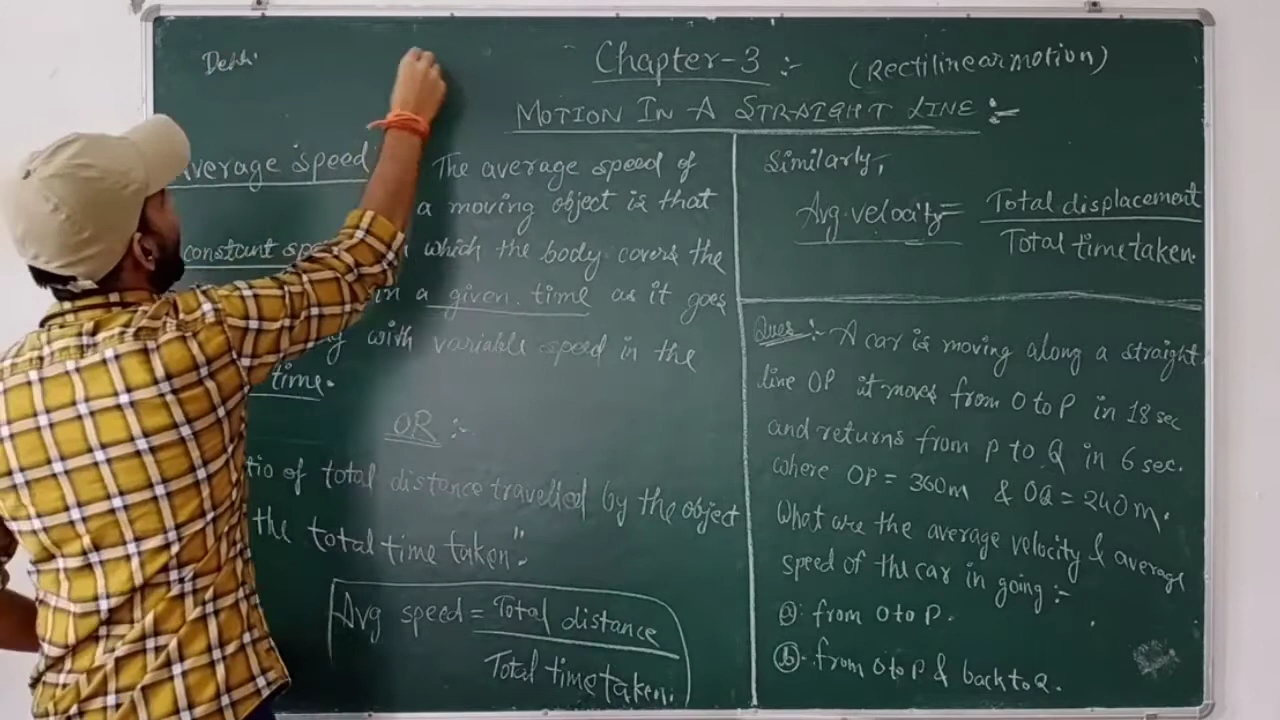 Delhi
Chapter-3 :- (Rectilinear motion)
MOTION IN A STRAIGHT LINE :-
verage speed The average speed of
a moving object is that
constant spe which the body covers the
in a given time as it goes
with variable speed in the
time.
OR :-
tio of total distance travelled by the object
the total time taken".
Avg speed = Total distance
Total time taken.
Similarly,
Avg. velocity = Total displacement
Total time taken.
Ques :- A car is moving along a straight
line OP it moves from O to P in 18 sec
and returns from P to Q in 6 sec.
where OP = 360m & OQ = 240m.
What are the average velocity & average
speed of the car in going :-
(a) from O to P.
(b) from O to P & back to Q.